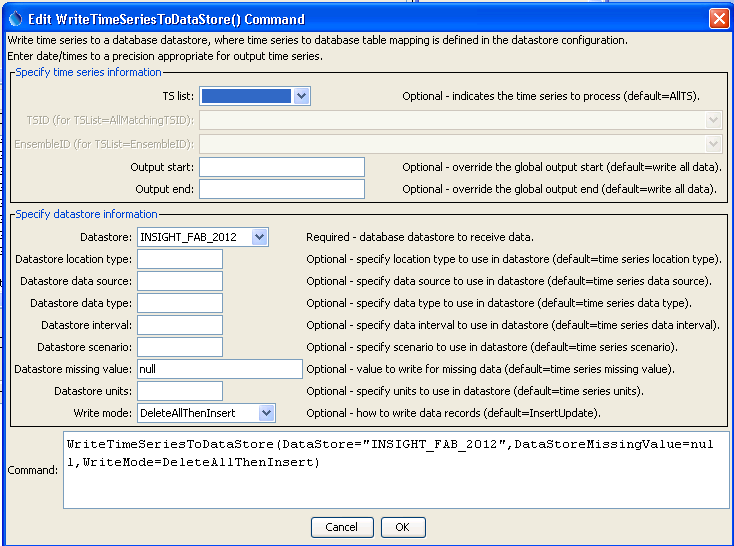 Edit WriteTimeSeriesToDataStore() Command
Write time series to a database datastore, where time series to database table mapping is defined in the datastore configuration.
Enter date/times to a precision appropriate for output time series.
Specify time series information
TS list: Optional - indicates the time series to process (default=AllTS).
TSID (for TSList=AllMatchingTSID):
EnsembleID (for TSList=EnsembleID):
Output start: Optional - override the global output start (default=write all data).
Output end: Optional - override the global output end (default=write all data).
Specify datastore information
Datastore: INSIGHT_FAB_2012 Required - database datastore to receive data.
Datastore location type: Optional - specify location type to use in datastore (default=time series location type).
Datastore data source: Optional - specify data source to use in datastore (default=time series data source).
Datastore data type: Optional - specify data type to use in datastore (default=time series data type).
Datastore interval: Optional - specify data interval to use in datastore (default=time series data interval).
Datastore scenario: Optional - specify scenario to use in datastore (default=time series scenario).
Datastore missing value: null Optional - value to write for missing data (default=time series missing value).
Datastore units: Optional - specify units to use in datastore (default=time series units).
Write mode: DeleteAllThenInsert Optional - how to write data records (default=InsertUpdate).
Command: WriteTimeSeriesToDataStore(DataStore="INSIGHT_FAB_2012",DataStoreMissingValue=nul
l,WriteMode=DeleteAllThenInsert)
Cancel OK